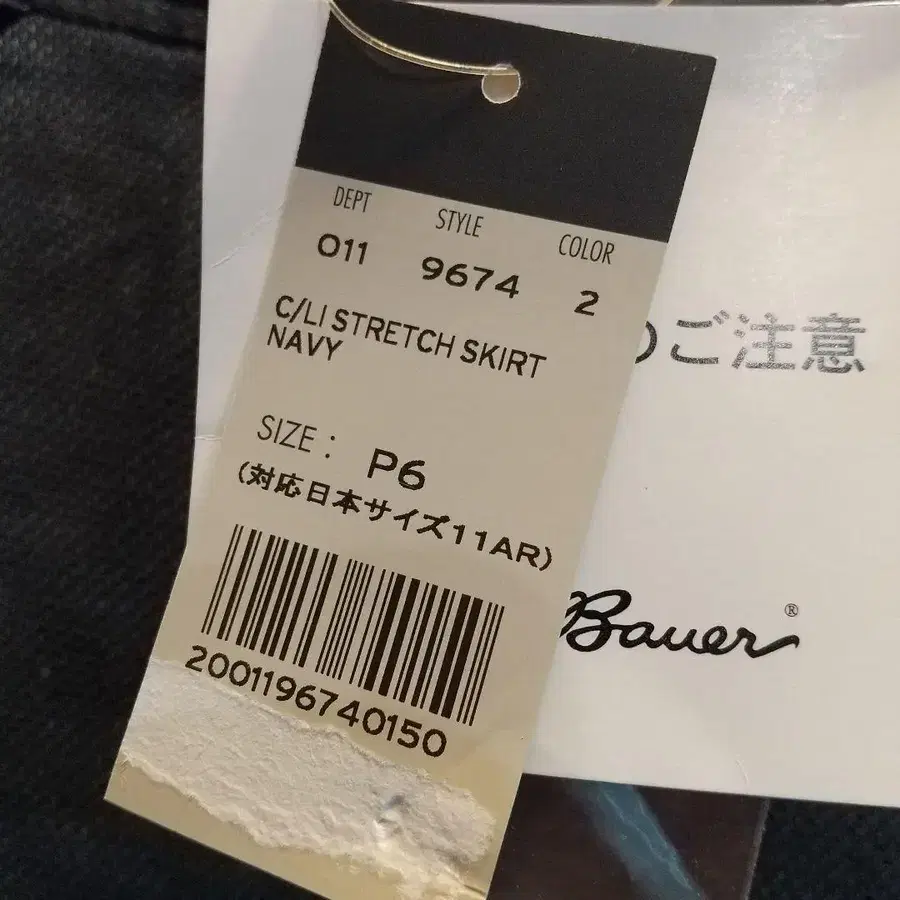 DEPT STYLE COLOR
011 9674 2
C/LI STRETCH SKIRT
NAVY
SIZE : P6
(対応日本サイズ11AR)
2001196740150
のご注意
Bauer®